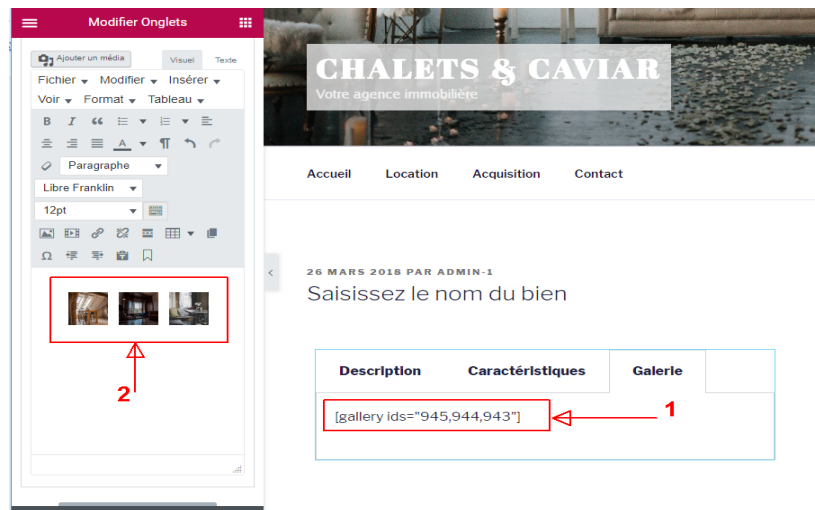 Modifier Onglets
Ajouter un média
Visuel Texte
Fichier Modifier Insérer
Voir Format Tableau
B I A ¶
Paragraphe
Libre Franklin
12pt
Ω
2
CHALETS & CAVIAR
Votre agence immobilière
Accueil Location Acquisition Contact
26 MARS 2018 PAR ADMIN-1
Saisissez le nom du bien
Description Caractéristiques Galerie
[gallery ids="945,944,943"]
1